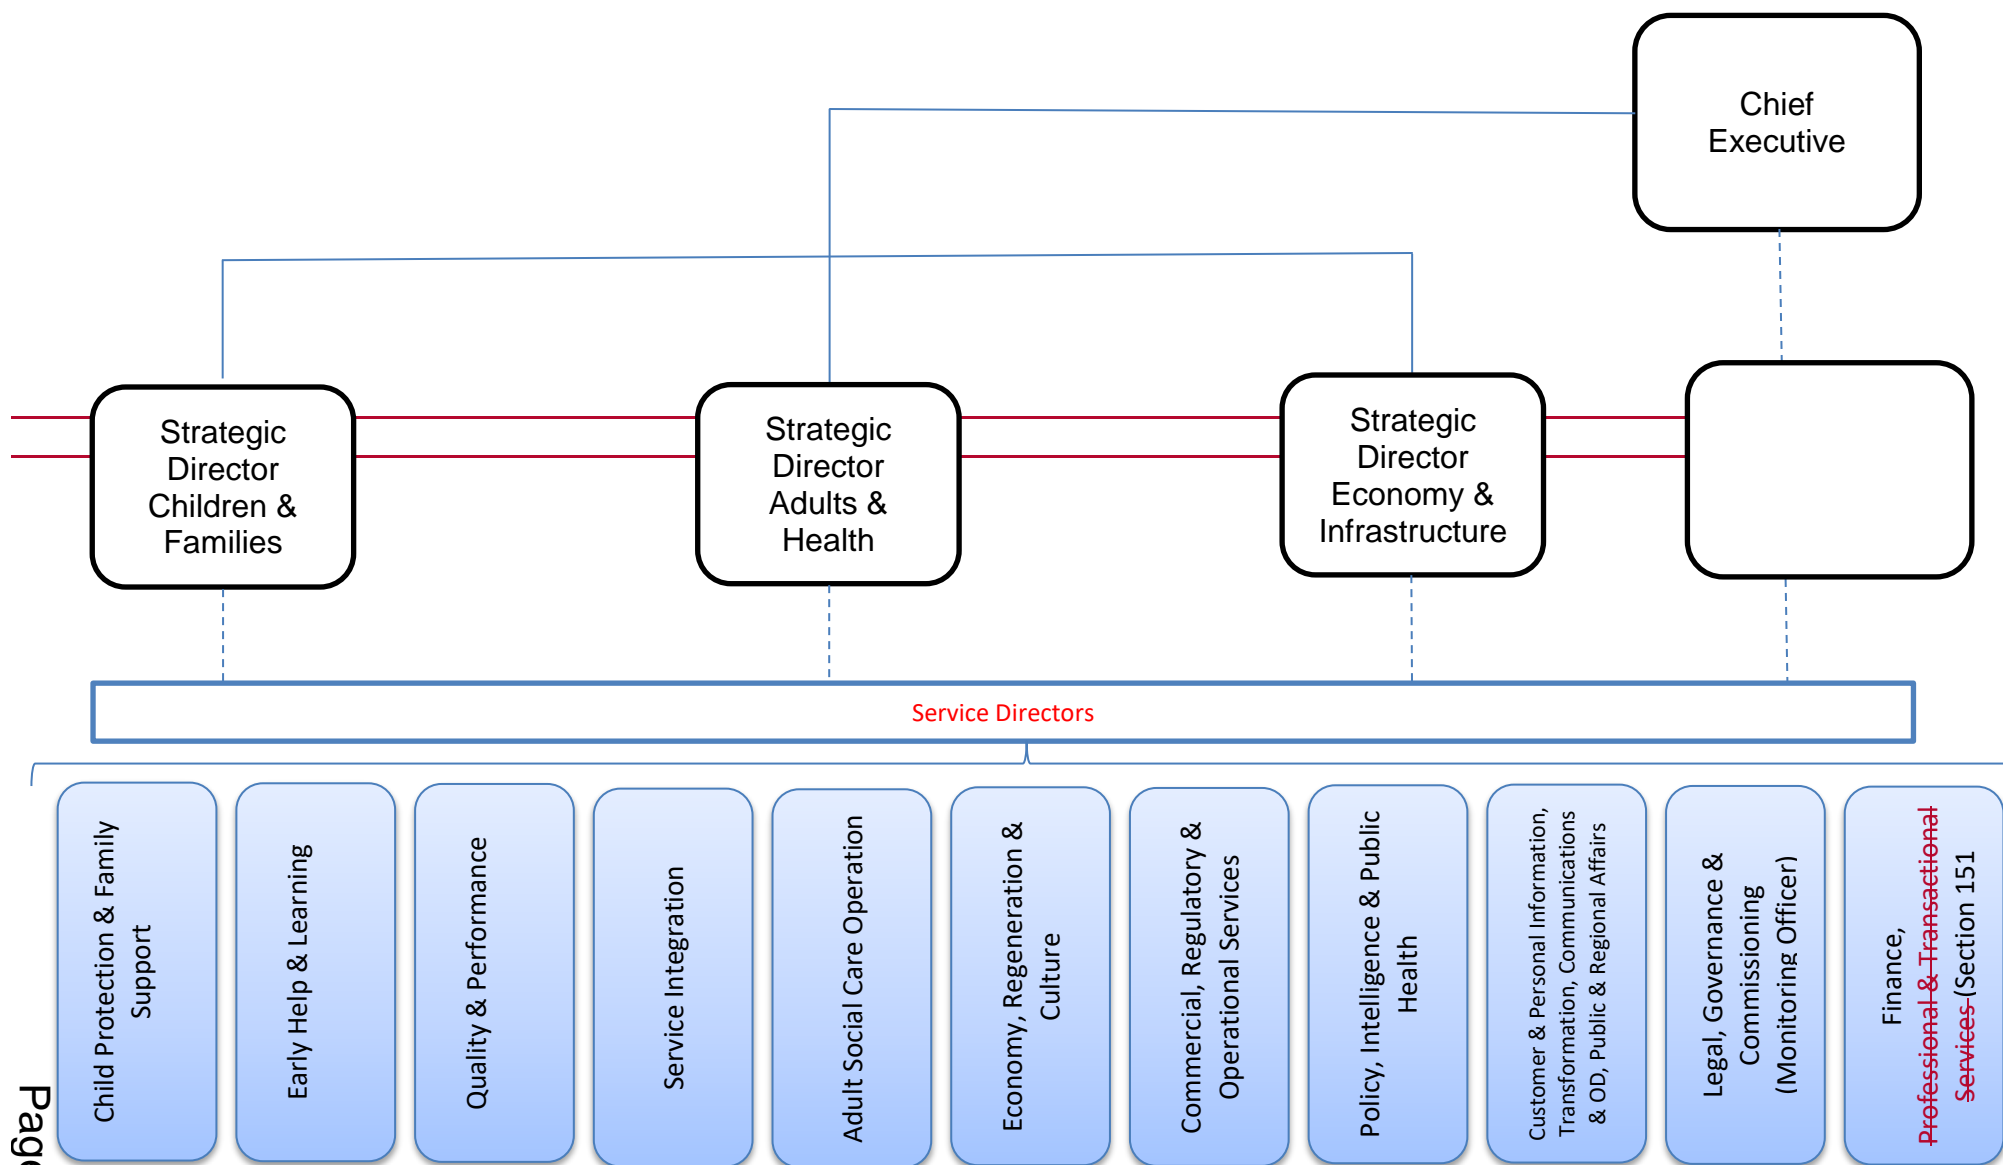 Chief
Executive
Strategic
Director
Children &
Families
Strategic
Director
Adults &
Health
Strategic
Director
Economy &
Infrastructure
Service Directors
Child Protection & Family
Support
Early Help & Learning
Quality & Performance
Service Integration
Adult Social Care Operation
Economy, Regeneration &
Culture
Commercial, Regulatory &
Operational Services
Policy, Intelligence & Public
Health
Customer & Personal Information,
Transformation, Communications
& OD, Public & Regional Affairs
Legal, Governance &
Commissioning
(Monitoring Officer)
Finance,
Professional & Transactional
Services (Section 151
Page